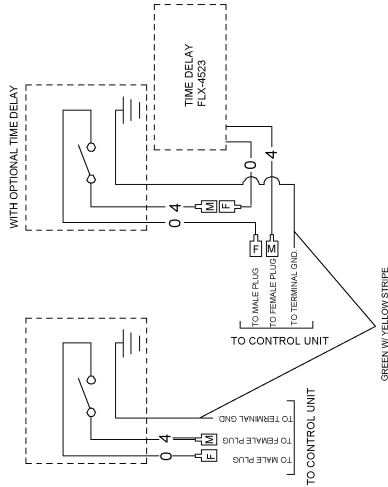 WITH OPTIONAL TIME DELAY
TIME DELAY
FLX-4523
0
4
M
F
0
4
F
M
TO MALE PLUG
TO FEMALE PLUG
TO TERMINAL GND.
TO CONTROL UNIT
GREEN W/ YELLOW STRIPE
0
4
F
M
TO MALE PLUG
TO FEMALE PLUG
TO TERMINAL GND.
TO CONTROL UNIT